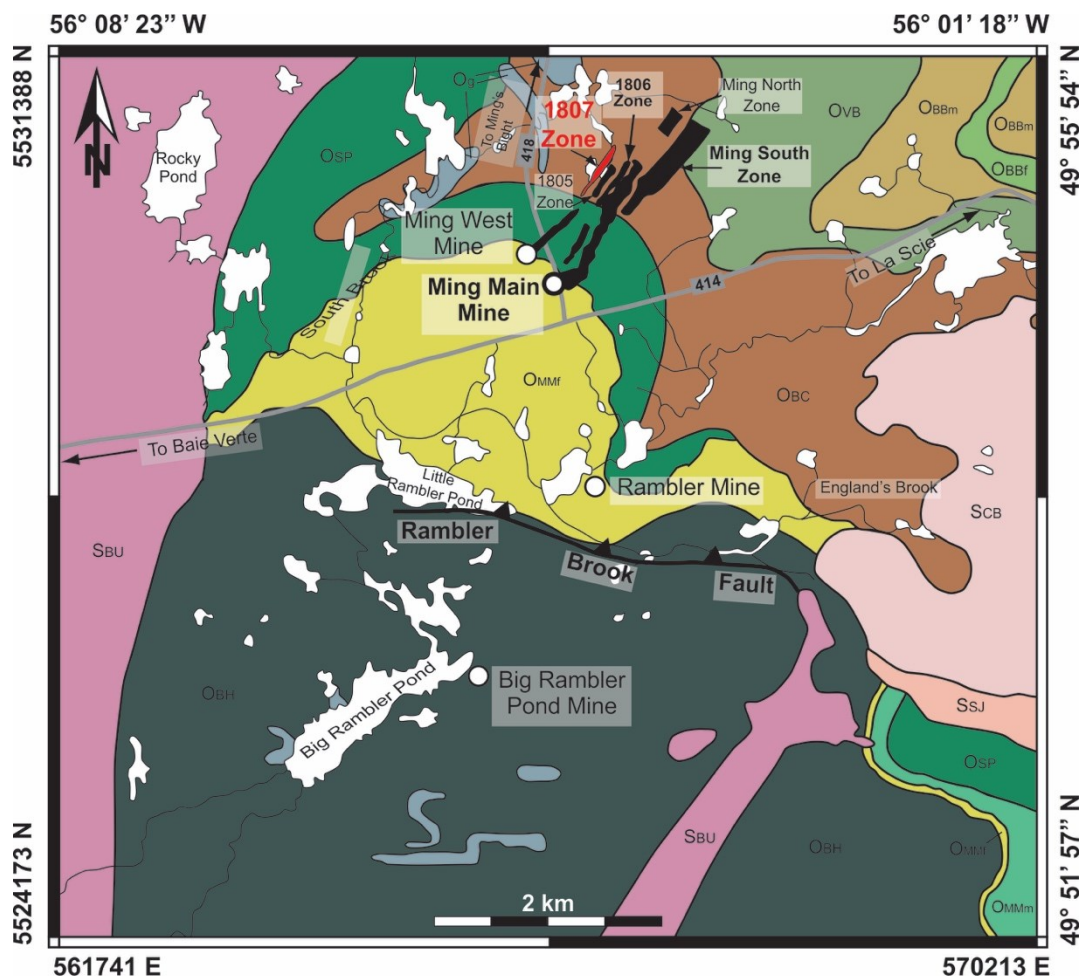 56° 08’ 23” W
56° 01’ 18” W
5531388 N
49° 55’ 54” N
N
Rocky
Pond
OSP
Og
To Ming's
Bight
418
1807
Zone
1806
Zone
Ming North
Zone
Ming South
Zone
1805
Zone
OVB
OBBm
OBBm
OBBf
Ming West
Mine
Ming Main
Mine
South Brook
To La Scie
414
OMMf
OBC
To Baie Verte
Little
Rambler Pond
Rambler Mine
England's Brook
SCB
SBU
Rambler
Brook
Fault
OBH
Big Rambler Pond
Big Rambler
Pond Mine
SSJ
OSP
SBU
OBH
OMMf
OMMm
2 km
5524173 N
49° 51’ 57” N
561741 E
570213 E